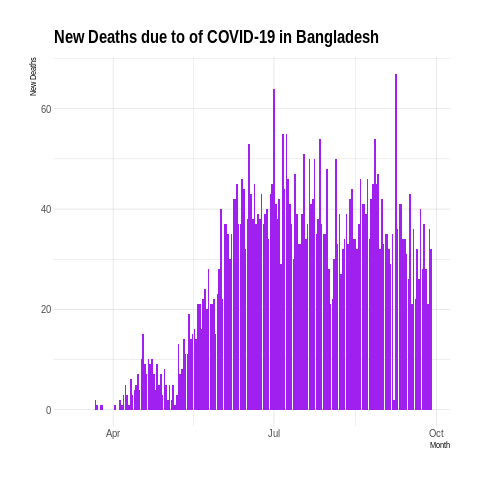 New Deaths due to of COVID-19 in Bangladesh
New Deaths
60
40
20
0
Apr
Jul
Oct
Month